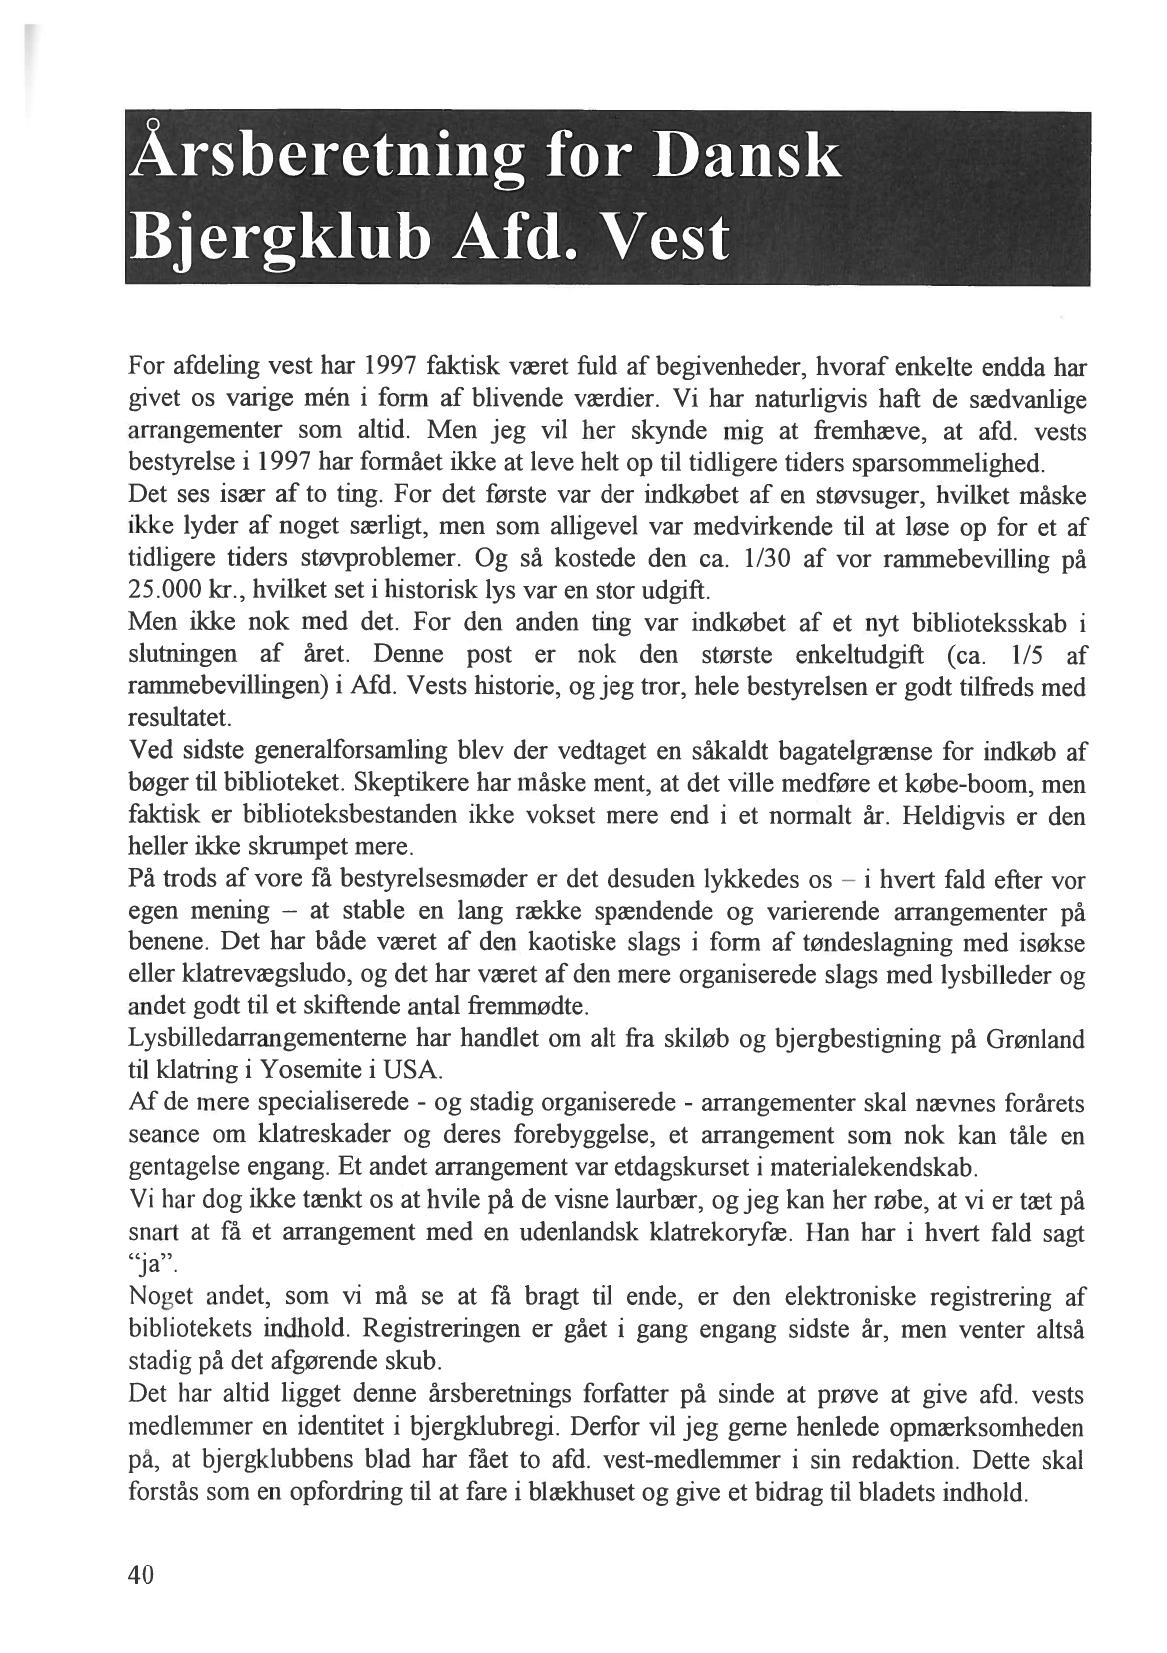 Årsberetning for Dansk
Bjergklub Afd. Vest
For afdeling vest har 1997 faktisk været fuld af begivenheder, hvoraf enkelte endda har
givet os varige mén i form af blivende værdier. Vi har naturligvis haft de sædvanlige
arrangementer som altid. Men jeg vil her skynde mig at fremhæve, at afd. vests
bestyrelse i 1997 har formået ikke at leve helt op til tidligere tiders sparsommelighed.
Det ses især af to ting. For det første var der indkøbet af en støvsuger, hvilket måske
ikke lyder af noget særligt, men som alligevel var medvirkende til at løse op for et af
tidligere tiders støvproblemer. Og så kostede den ca. 1/30 af vor rammebevilling på
25.000 kr., hvilket set i historisk lys var en stor udgift.
Men ikke nok med det. For den anden ting var indkøbet af et nyt biblioteksskab i
slutningen af året. Denne post er nok den største enkeltudgift (ca. 1/5 af
rammebevillingen) i Afd. Vests historie, og jeg tror, hele bestyrelsen er godt tilfreds med
resultatet.
Ved sidste generalforsamling blev der vedtaget en såkaldt bagatelgrænse for indkøb af
bøger til biblioteket. Skeptikere har måske ment, at det ville medføre et købe-boom, men
faktisk er biblioteksbestanden ikke vokset mere end i et normalt år. Heldigvis er den
heller ikke skrumpet mere.
På trods af vore få bestyrelsesmøder er det desuden lykkedes os – i hvert fald efter vor
egen mening – at stable en lang række spændende og varierende arrangementer på
benene. Det har både været af den kaotiske slags i form af tøndeslagning med isøkse
eller klatrevægsludo, og det har været af den mere organiserede slags med lysbilleder og
andet godt til et skiftende antal fremmødte.
Lysbilledarrangementerne har handlet om alt fra skiløb og bjergbestigning på Grønland
til klatring i Yosemite i USA.
Af de mere specialiserede - og stadig organiserede - arrangementer skal nævnes forårets
seance om klatreskader og deres forebyggelse, et arrangement som nok kan tåle en
gentagelse engang. Et andet arrangement var etdagskurset i materialekendskab.
Vi har dog ikke tænkt os at hvile på de visne laurbær, og jeg kan her røbe, at vi er tæt på
snart at få et arrangement med en udenlandsk klatrekoryfæ. Han har i hvert fald sagt
“ja”.
Noget andet, som vi må se at få bragt til ende, er den elektroniske registrering af
bibliotekets indhold. Registreringen er gået i gang engang sidste år, men venter altså
stadig på det afgørende skub.
Det har altid ligget denne årsberetnings forfatter på sinde at prøve at give afd. vests
medlemmer en identitet i bjergklubregi. Derfor vil jeg gerne henlede opmærksomheden
på, at bjergklubbens blad har fået to afd. vest-medlemmer i sin redaktion. Dette skal
forstås som en opfordring til at fare i blækhuset og give et bidrag til bladets indhold.
40